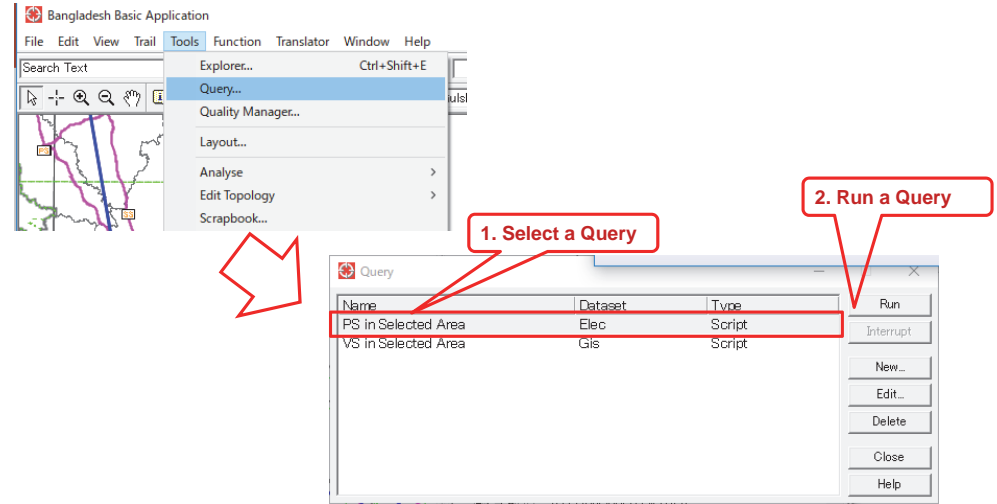 Bangladesh Basic Application
File Edit View Trail Tools Function Translator Window Help
Search Text
Explorer... Ctrl+Shift+E
Query...
Quality Manager...
Layout...
Analyse >
Edit Topology >
Scrapbook...
PS
SS
1. Select a Query
2. Run a Query
Query
Name Dataset Type
PS in Selected Area Elec Script
VS in Selected Area Gis Script
Run
Interrupt
New...
Edit...
Delete
Close
Help